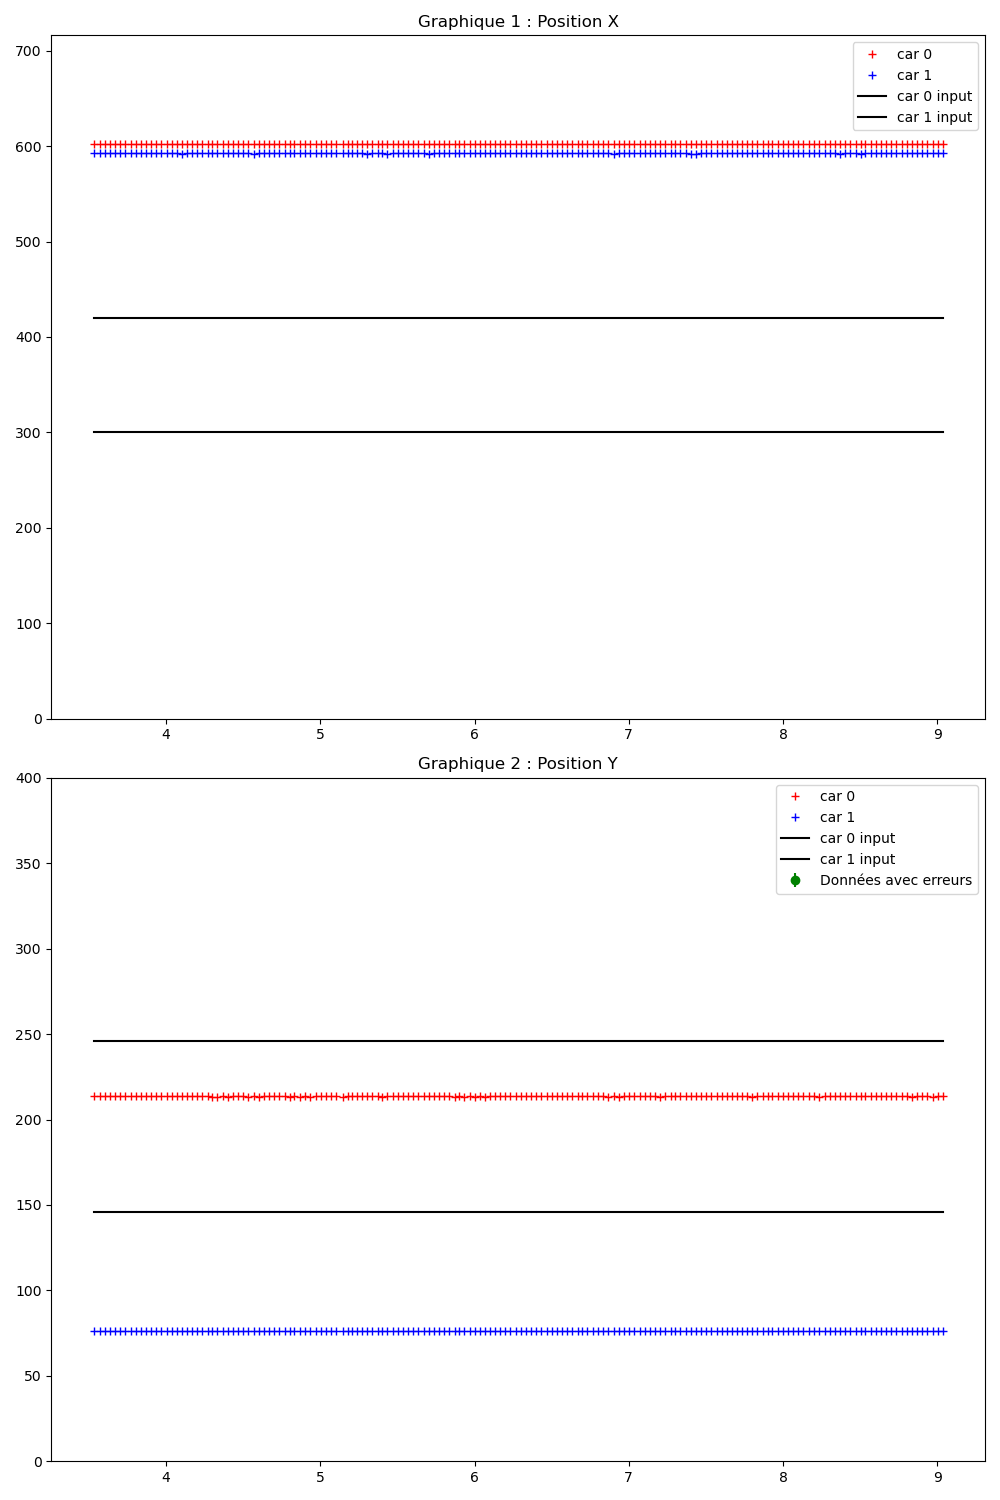 Graphique 1 : Position X
700
600
500
400
300
200
100
0
car 0
car 1
car 0 input
car 1 input
4 5 6 7 8 9
Graphique 2 : Position Y
400
350
300
250
200
150
100
50
0
car 0
car 1
car 0 input
car 1 input
Données avec erreurs
4 5 6 7 8 9